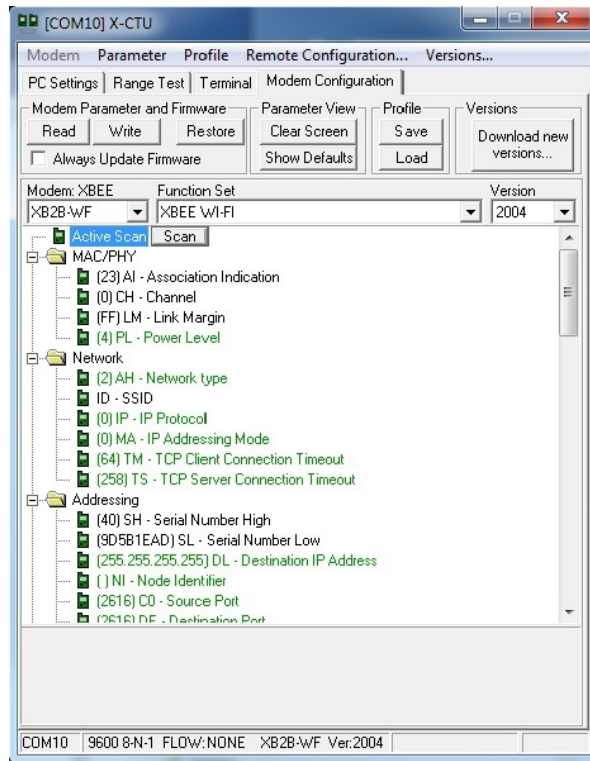 [COM10] X-CTU
Modem Parameter Profile Remote Configuration... Versions...
PC Settings Range Test Terminal Modem Configuration
Modem Parameter and Firmware Parameter View Profile Versions
Read Write Restore Clear Screen Save Download new versions...
Always Update Firmware Show Defaults Load
Modem: XBEE Function Set Version
XB2B-WF XBEE WI-FI 2004
Active Scan Scan
MAC/PHY
(23) AI - Association Indication
(0) CH - Channel
(FF) LM - Link Margin
(4) PL - Power Level
Network
(2) AH - Network type
ID - SSID
(0) IP - IP Protocol
(0) MA - IP Addressing Mode
(64) TM - TCP Client Connection Timeout
(258) TS - TCP Server Connection Timeout
Addressing
(40) SH - Serial Number High
(9D5B1EAD) SL - Serial Number Low
(255.255.255.255) DL - Destination IP Address
( ) NI - Node Identifier
(2616) C0 - Source Port
(2616) DE - Destination Port
COM10 9600 8-N-1 FLOW:NONE XB2B-WF Ver:2004